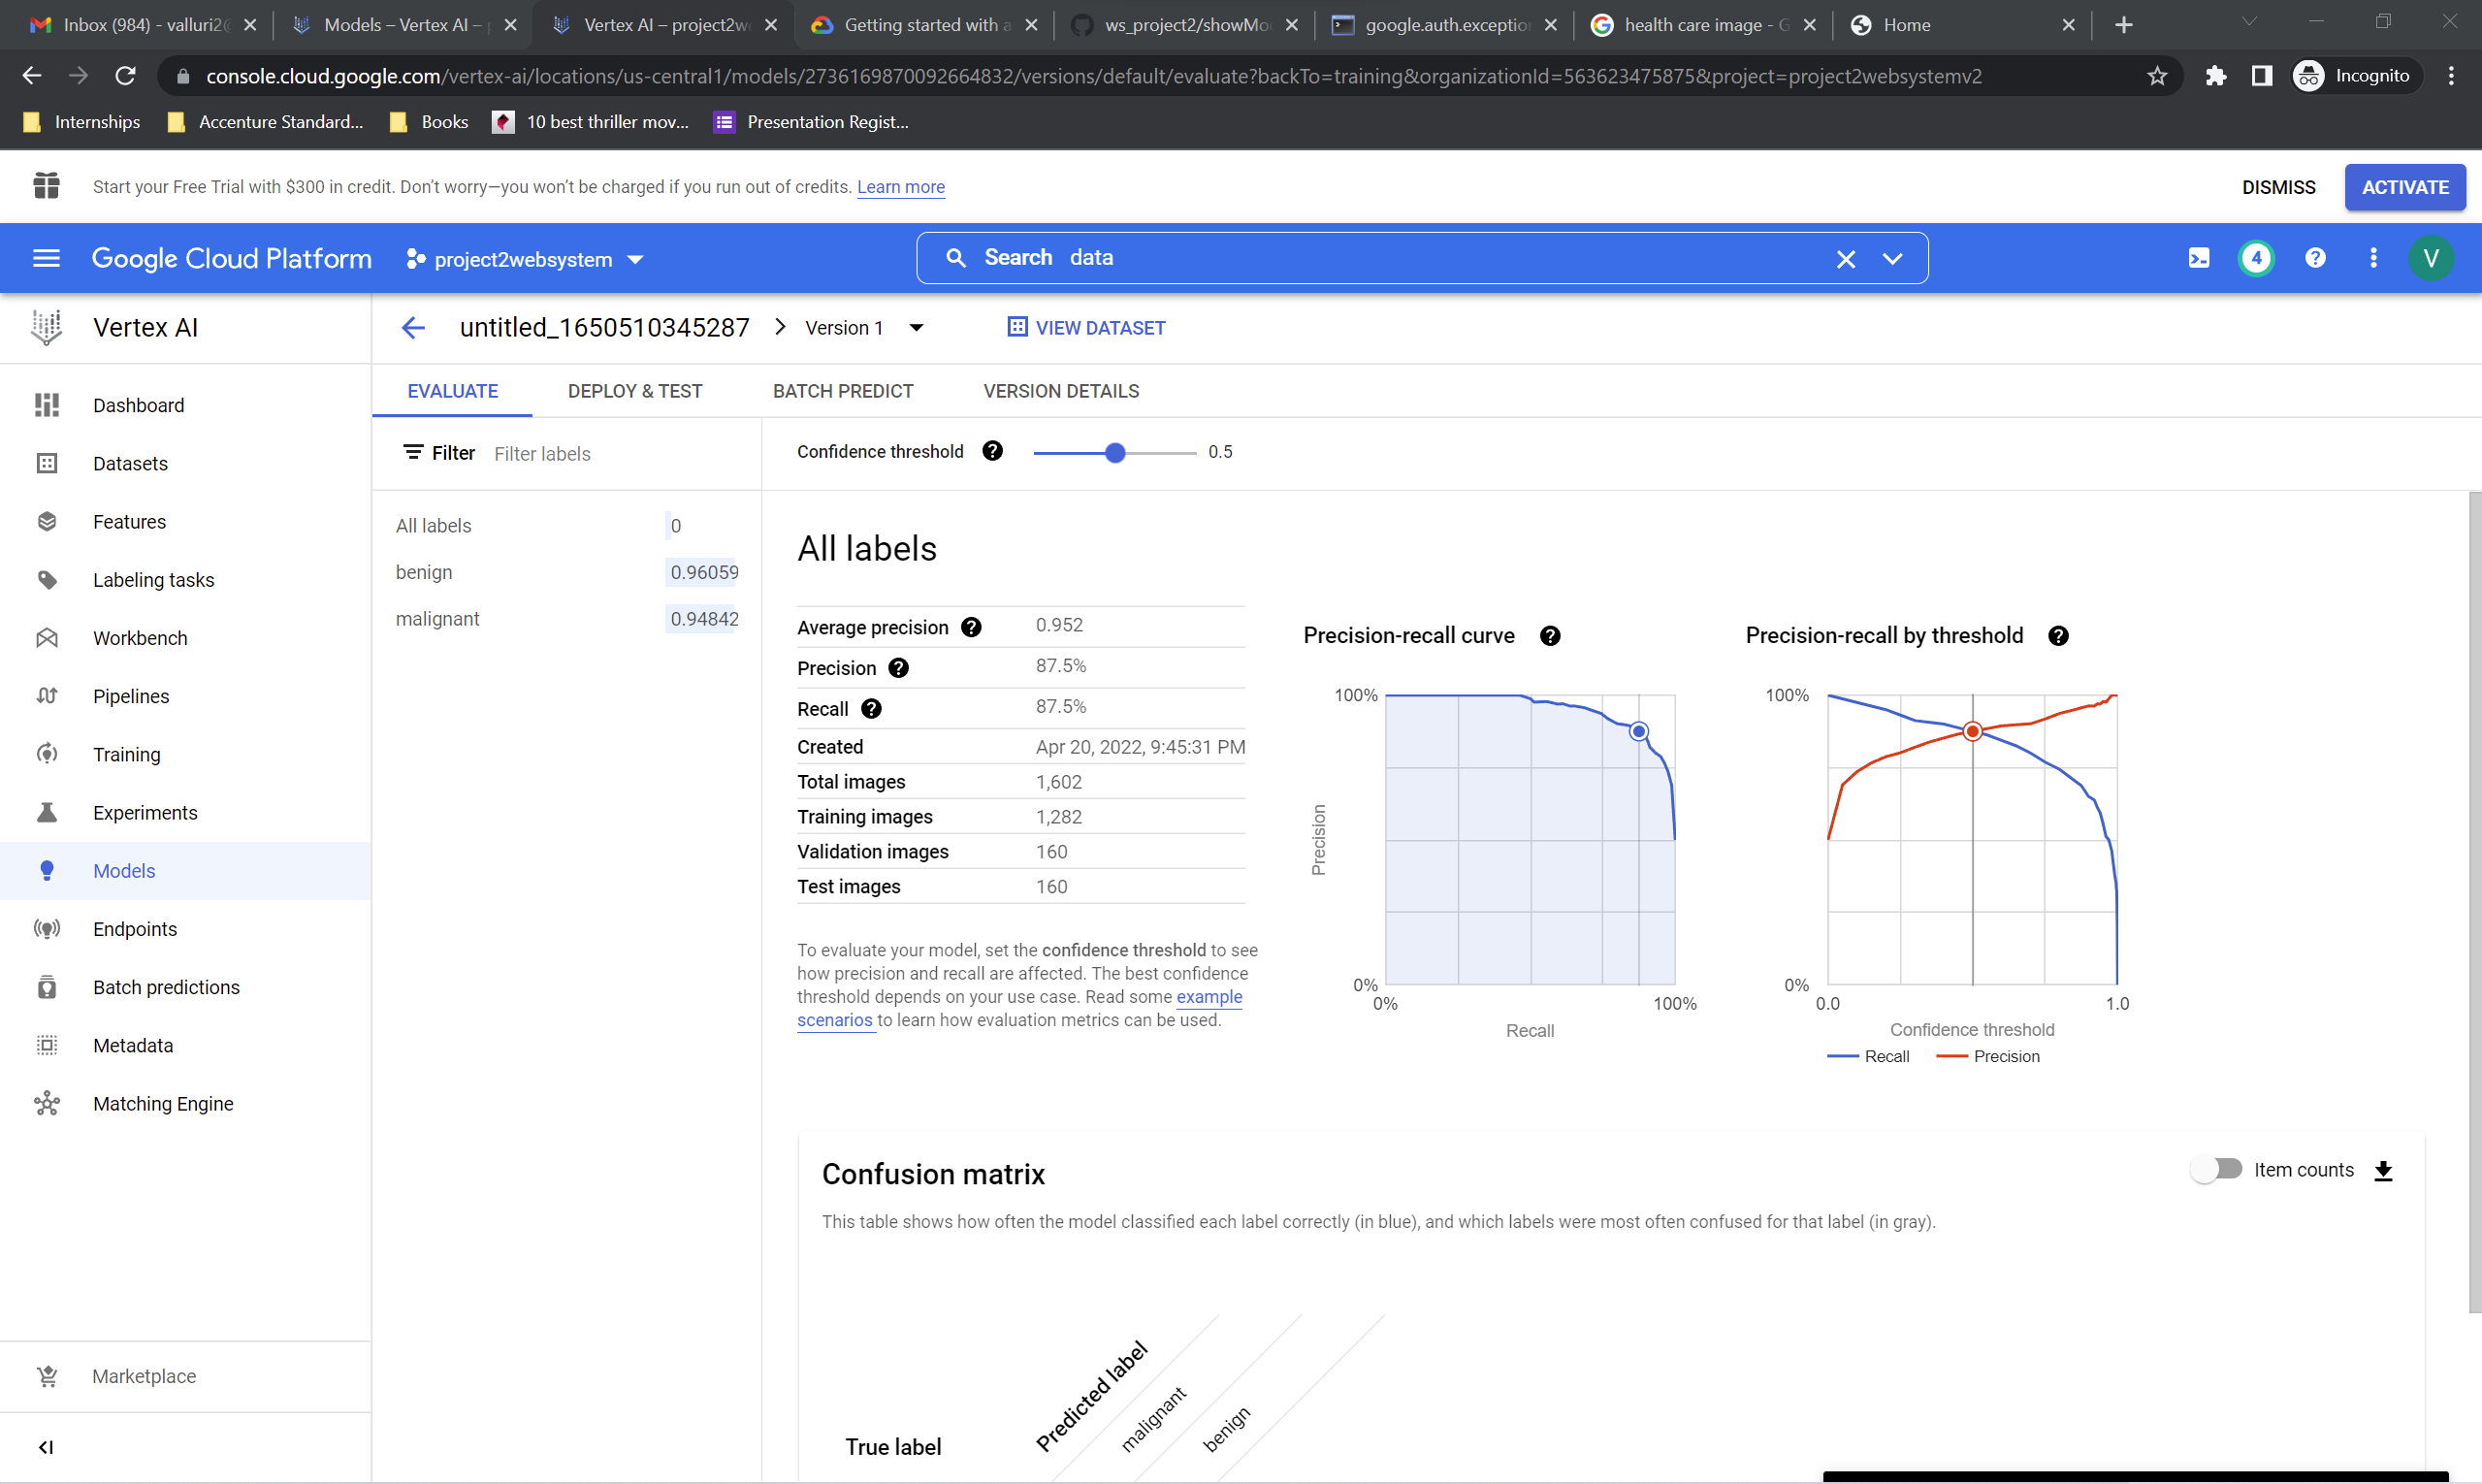 Inbox (984) - valluri2@
Models – Vertex AI –
Vertex AI – project2we
Getting started with a
ws_project2/showMo
google.auth.exception
health care image - G
Home
console.cloud.google.com/vertex-ai/locations/us-central1/models/2736169870092664832/versions/default/evaluate?backTo=training&organizationId=563623475875&project=project2websystemv2
Incognito
Internships
Accenture Standard...
Books
10 best thriller mov...
Presentation Regist...
Start your Free Trial with $300 in credit. Don't worry—you won't be charged if you run out of credits. Learn more
DISMISS
ACTIVATE
Google Cloud Platform
project2websystem
Search data
4
V
Vertex AI
untitled_1650510345287
Version 1
VIEW DATASET
Dashboard
Datasets
Features
Labeling tasks
Workbench
Pipelines
Training
Experiments
Models
Endpoints
Batch predictions
Metadata
Matching Engine
Marketplace
EVALUATE
DEPLOY & TEST
BATCH PREDICT
VERSION DETAILS
Filter Filter labels
Confidence threshold 0.5
All labels 0
benign 0.96059
malignant 0.94842
All labels
Average precision 0.952
Precision 87.5%
Recall 87.5%
Created Apr 20, 2022, 9:45:31 PM
Total images 1,602
Training images 1,282
Validation images 160
Test images 160
To evaluate your model, set the confidence threshold to see
how precision and recall are affected. The best confidence
threshold depends on your use case. Read some example
scenarios to learn how evaluation metrics can be used.
Precision-recall curve
100%
Precision
0%
0%
100%
Recall
Precision-recall by threshold
100%
0%
0.0
1.0
Confidence threshold
Recall
Precision
Confusion matrix
Item counts
This table shows how often the model classified each label correctly (in blue), and which labels were most often confused for that label (in gray).
True label
Predicted label
malignant
benign